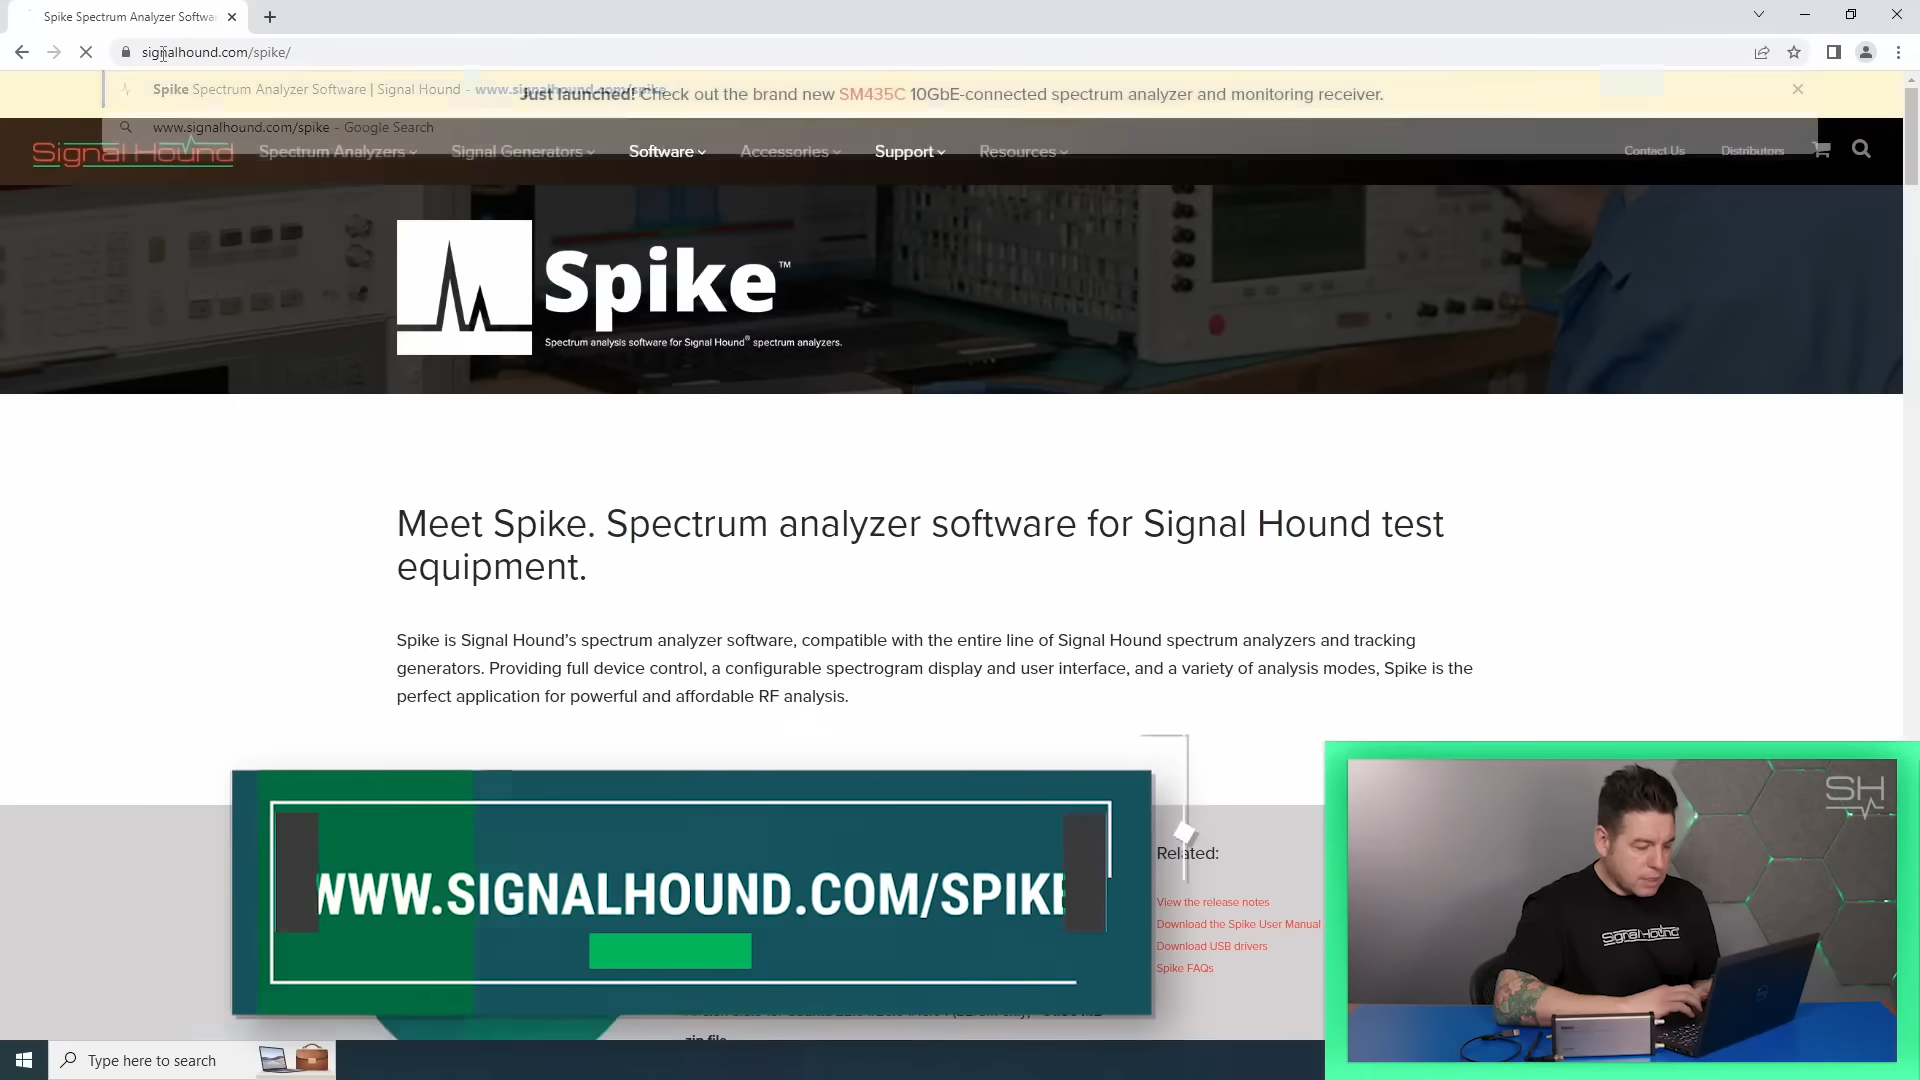 Spike Spectrum Analyzer Softwa
signalhound.com/spike/
Spike Spectrum Analyzer Software | Signal Hound - www.signalhound.com/spike
Just launched! Check out the brand new SM435C 10GbE-connected spectrum analyzer and monitoring receiver.
www.signalhound.com/spike - Google Search
Signal Hound
Spectrum Analyzers
Signal Generators
Software
Accessories
Support
Resources
Contact Us
Distributors
Spike™
Spectrum analysis software for Signal Hound® spectrum analyzers.
Meet Spike. Spectrum analyzer software for Signal Hound test
equipment.
Spike is Signal Hound’s spectrum analyzer software, compatible with the entire line of Signal Hound spectrum analyzers and tracking
generators. Providing full device control, a configurable spectrogram display and user interface, and a variety of analysis modes, Spike is the
perfect application for powerful and affordable RF analysis.
WWW.SIGNALHOUND.COM/SPIKE
Related:
View the release notes
Download the Spike User Manual
Download USB drivers
Spike FAQs
zip file
SH
Signal Hound
Type here to search